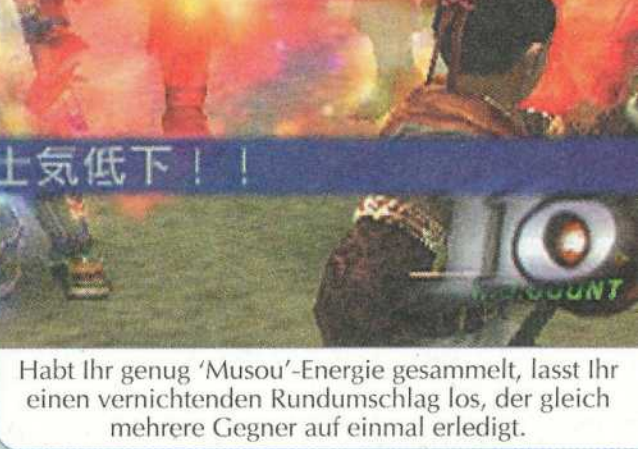 士気低下！！
10
COUNT
Habt Ihr genug ‘Musou’-Energie gesammelt, lasst Ihr
einen vernichtenden Rundumschlag los, der gleich
mehrere Gegner auf einmal erledigt.